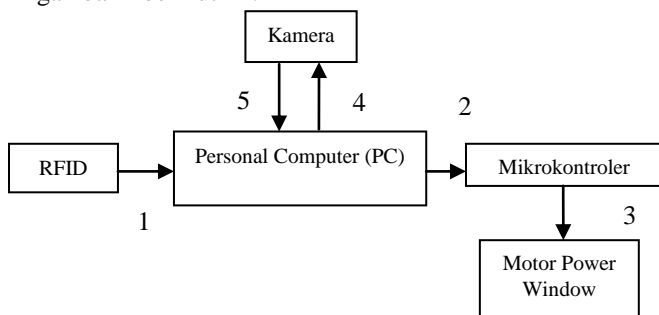 Kamera
5
4
2
RFID
Personal Computer (PC)
Mikrokontroler
1
3
Motor Power
Window